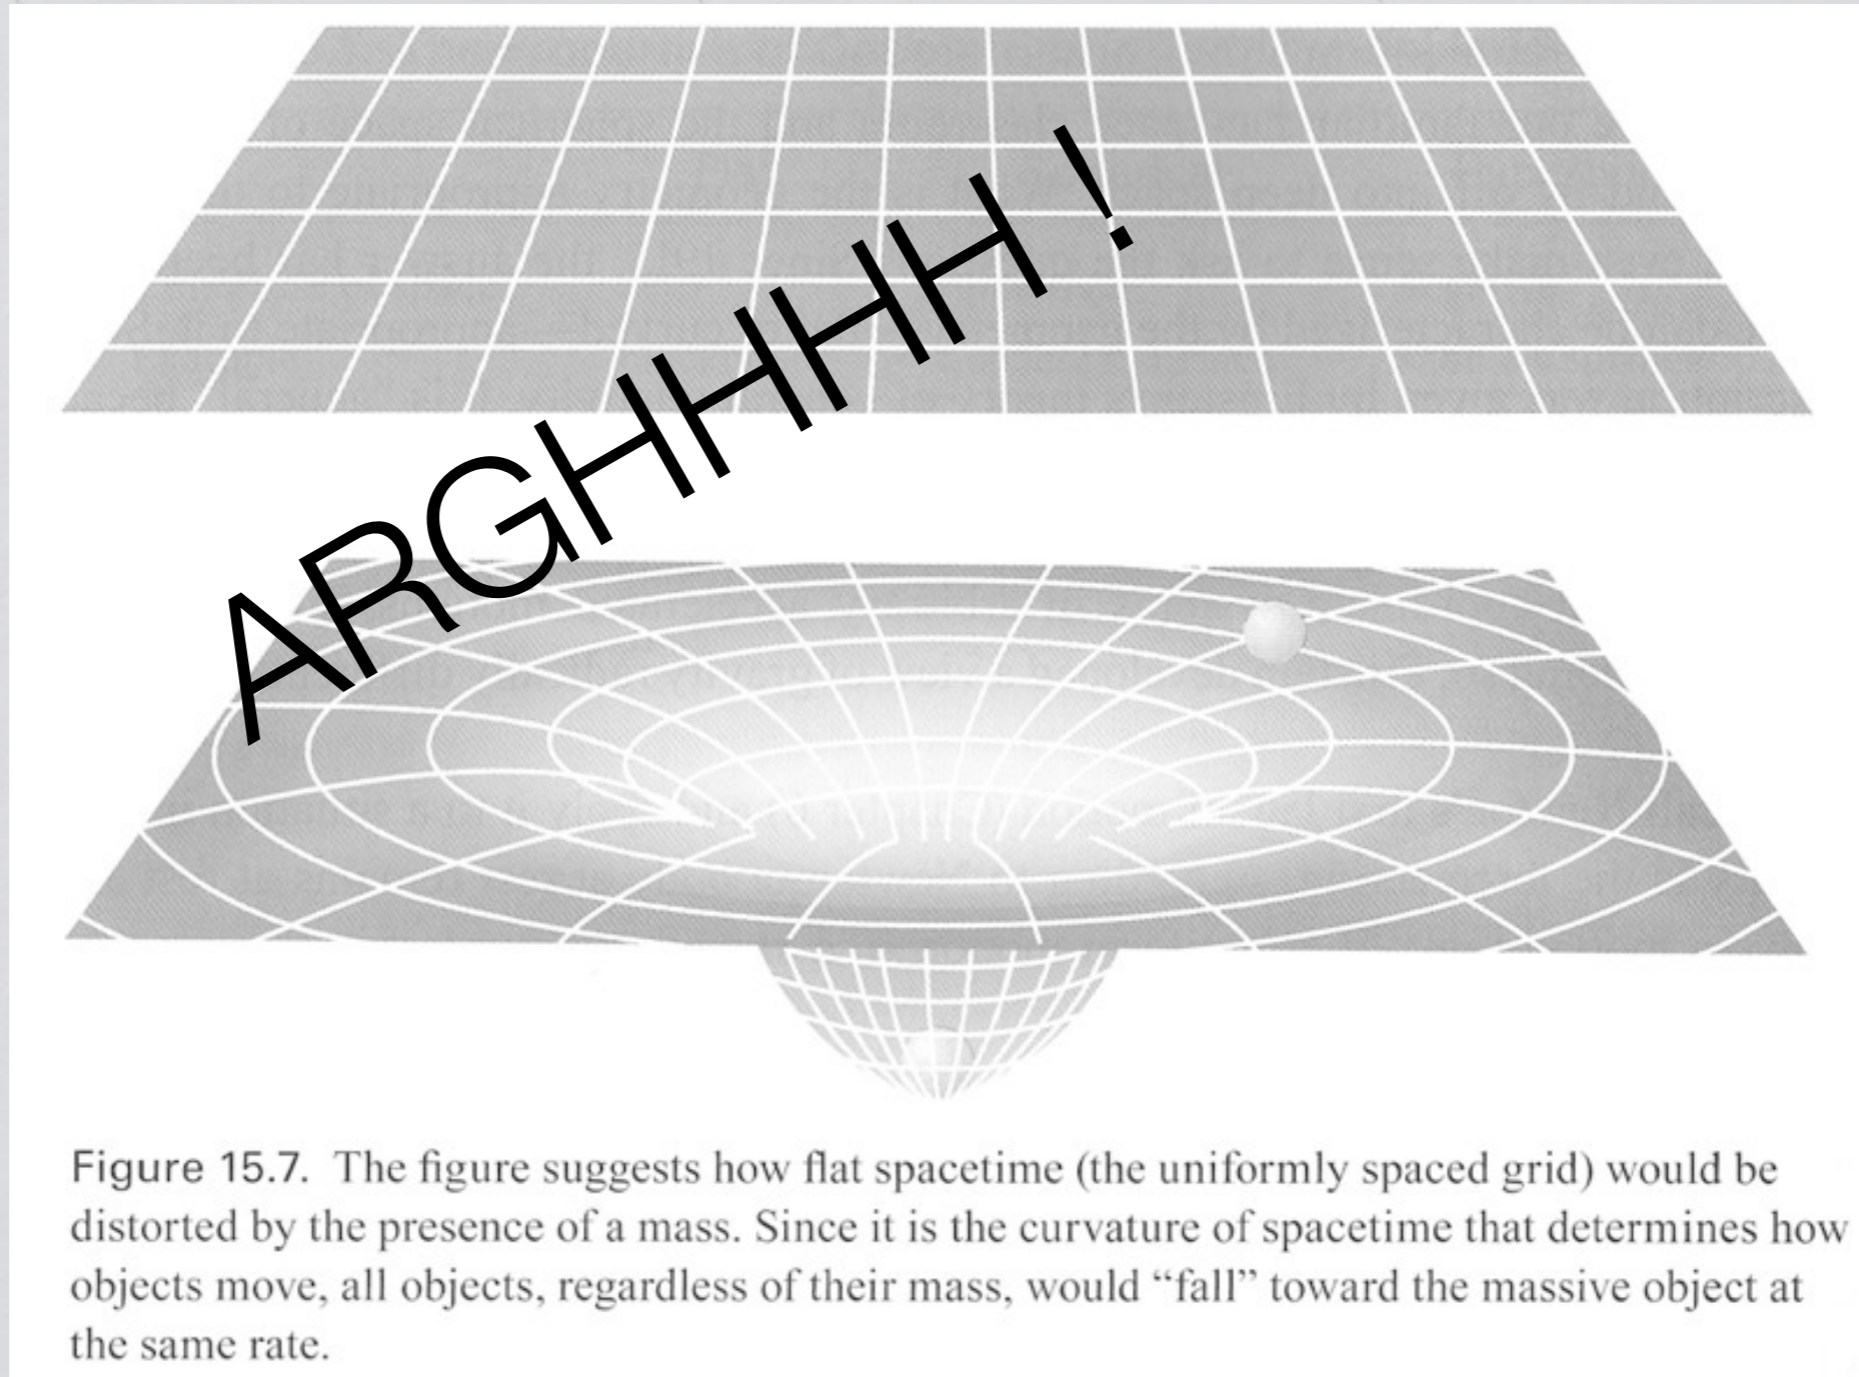 ARGHHHH !
Figure 15.7. The figure suggests how flat spacetime (the uniformly spaced grid) would be
distorted by the presence of a mass. Since it is the curvature of spacetime that determines how
objects move, all objects, regardless of their mass, would “fall” toward the massive object at
the same rate.